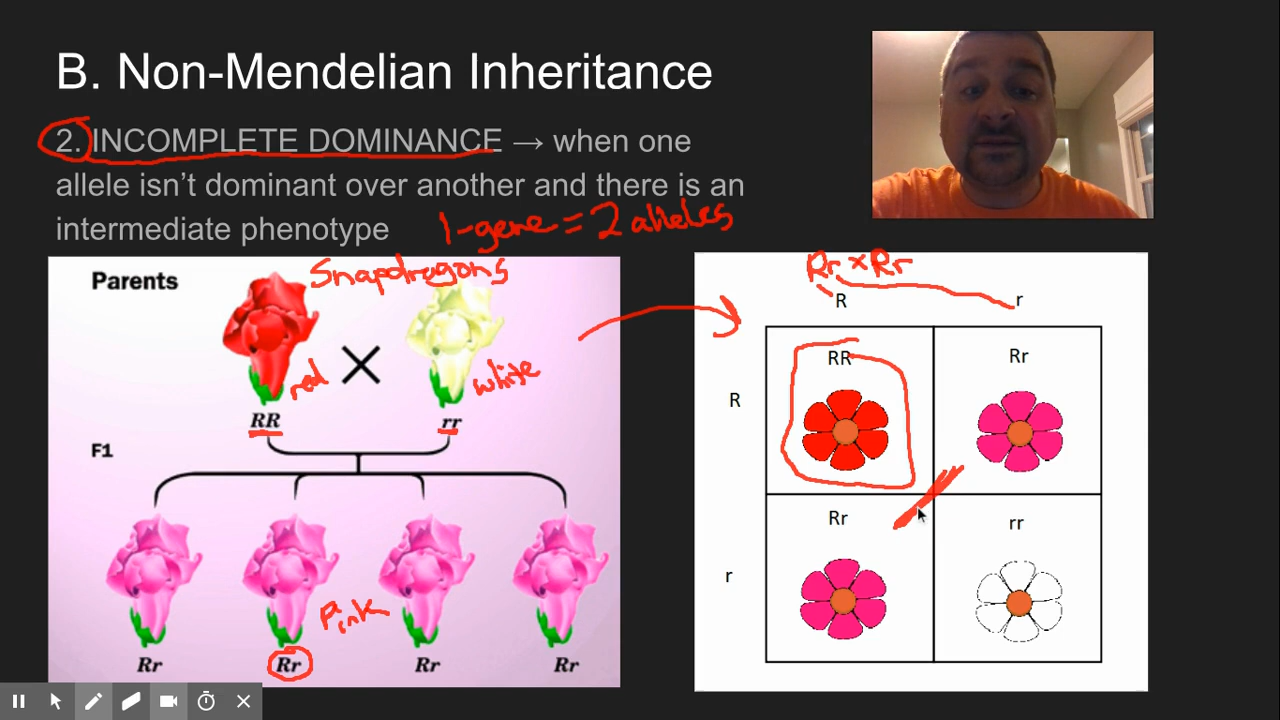 B. Non-Mendelian Inheritance
2. INCOMPLETE DOMINANCE → when one
allele isn't dominant over another and there is an
intermediate phenotype
1-gene = 2 alleles
Parents
Snapdragons
red
white
RR
rr
F1
Pink
Rr
Rr
Rr
Rr
Rr × Rr
R
r
RR
Rr
R
Rr
rr
r